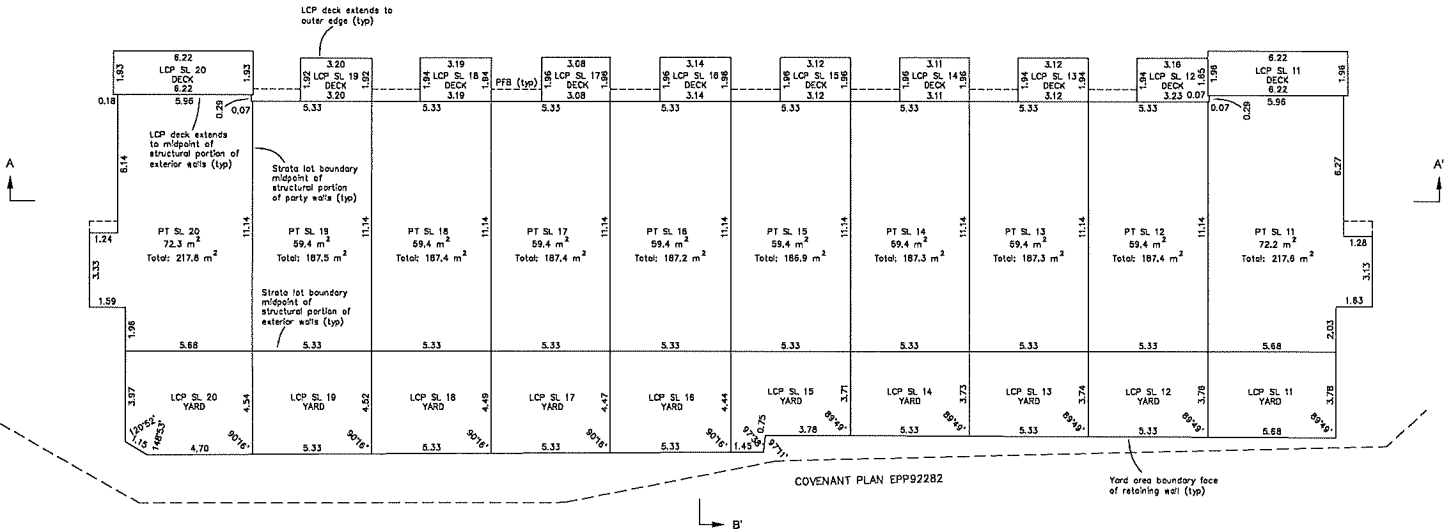 LCP deck extends to
outer edge (typ)
6.22
1.93
LCP SL 20
DECK
1.93
6.22
3.20
1.92
LCP SL 19
DECK
1.92
3.20
3.19
1.94
LCP SL 18
DECK
1.94
3.19
PFB (typ)
3.08
1.96
LCP SL 17
DECK
1.96
3.08
3.14
1.96
LCP SL 16
DECK
1.96
3.14
3.12
1.96
LCP SL 15
DECK
1.96
3.12
3.11
1.96
LCP SL 14
DECK
1.96
3.11
3.12
1.94
LCP SL 13
DECK
1.94
3.12
3.16
1.94
LCP SL 12
DECK
1.85
3.23
0.07
6.22
1.96
LCP SL 11
DECK
1.96
6.22
0.18
5.96
0.29
0.07
5.33
5.33
5.33
5.33
5.33
5.33
5.33
5.33
0.07
0.29
5.96
LCP deck extends
to midpoint of
structural portion of
exterior walls (typ)
Strata lot boundary
midpoint of
structural portion
of party walls (typ)
A
A'
6.14
6.27
PT SL 20
72.3 m²
Total: 217.8 m²
11.14
PT SL 19
59.4 m²
Total: 187.5 m²
11.14
PT SL 18
59.4 m²
Total: 187.4 m²
11.14
PT SL 17
59.4 m²
Total: 187.4 m²
11.14
PT SL 16
59.4 m²
Total: 187.2 m²
11.14
PT SL 15
59.4 m²
Total: 186.9 m²
11.14
PT SL 14
59.4 m²
Total: 187.3 m²
11.14
PT SL 13
59.4 m²
Total: 187.3 m²
11.14
PT SL 12
59.4 m²
Total: 187.4 m²
11.14
PT SL 11
72.2 m²
Total: 217.6 m²
1.24
3.33
1.59
1.96
1.28
3.13
1.63
2.03
Strata lot boundary
midpoint of
structural portion of
exterior walls (typ)
5.68
5.33
5.33
5.33
5.33
5.33
5.33
5.33
5.33
5.68
3.97
LCP SL 20
YARD
4.54
LCP SL 19
YARD
4.52
LCP SL 18
YARD
4.49
LCP SL 17
YARD
4.47
LCP SL 16
YARD
4.44
LCP SL 15
YARD
3.71
LCP SL 14
YARD
3.73
LCP SL 13
YARD
3.74
LCP SL 12
YARD
3.76
LCP SL 11
YARD
3.78
120°52'
1.15
148°53'
90°16'
90°16'
90°16'
90°16'
90°16'
97°38'
0.75
97°11'
89°49'
89°49'
89°49'
89°49'
89°49'
4.70
5.33
5.33
5.33
5.33
1.45
3.78
5.33
5.33
5.33
5.68
COVENANT PLAN EPP92282
Yard area boundary face
of retaining wall (typ)
B'